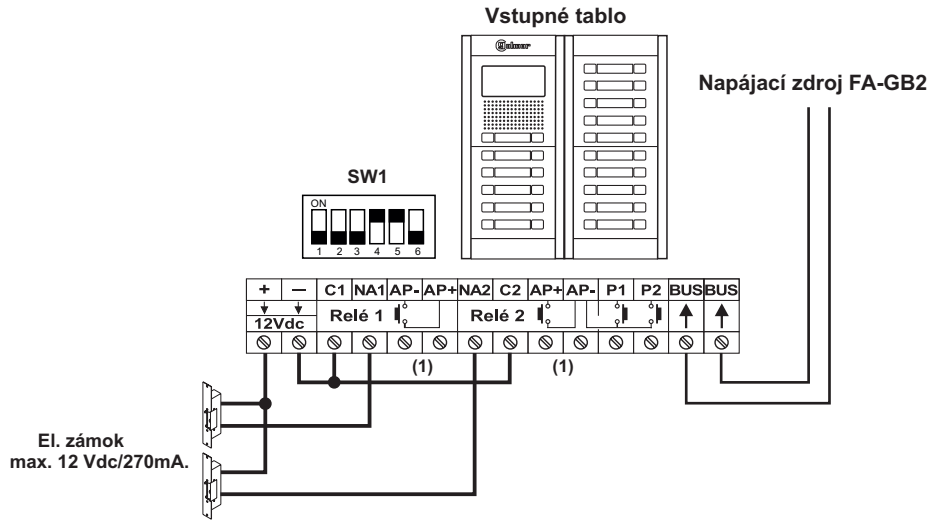 Vstupné tablo
Golmar
Napájací zdroj FA-GB2
SW1
ON
1 2 3 4 5 6
+ — C1 NA1 AP- AP+ NA2 C2 AP+ AP- P1 P2 BUS BUS
12Vdc Relé 1 Relé 2
(1) (1)
El. zámok
max. 12 Vdc/270mA.